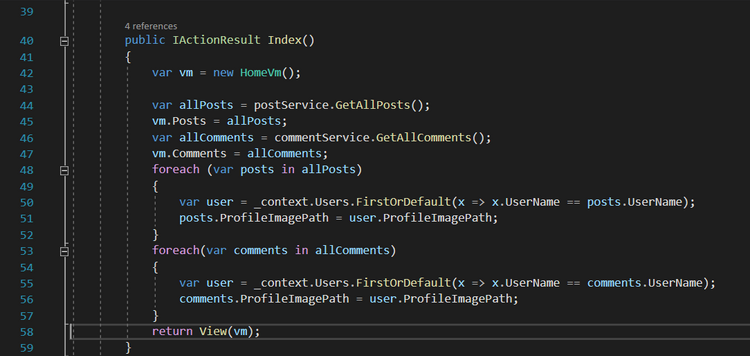 39
4 references
40 public IActionResult Index()
41 {
42 var vm = new HomeVm();
43
44 var allPosts = postService.GetAllPosts();
45 vm.Posts = allPosts;
46 var allComments = commentService.GetAllComments();
47 vm.Comments = allComments;
48 foreach (var posts in allPosts)
49 {
50 var user = _context.Users.FirstOrDefault(x => x.UserName == posts.UserName);
51 posts.ProfileImagePath = user.ProfileImagePath;
52 }
53 foreach(var comments in allComments)
54 {
55 var user = _context.Users.FirstOrDefault(x => x.UserName == comments.UserName);
56 comments.ProfileImagePath = user.ProfileImagePath;
57 }
58 return View(vm);
59 }